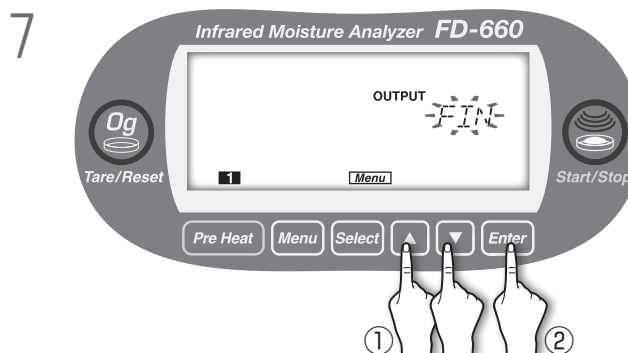 7
Infrared Moisture Analyzer FD-660
OUTPUT
FIN
0g
Tare/Reset
Start/Stop
1
Menu
Pre Heat Menu Select ▲ ▼ Enter
① ②